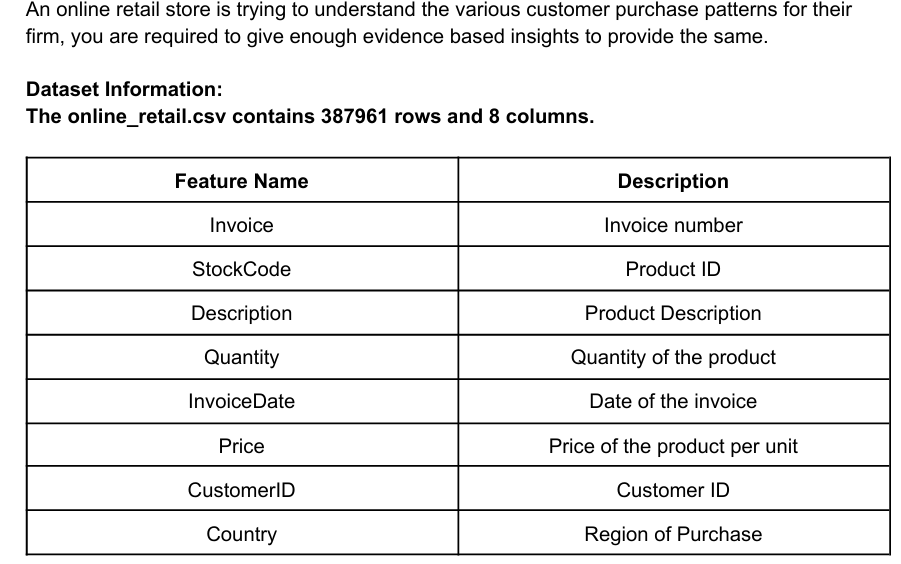 An online retail store is trying to understand the various customer purchase patterns for their
firm, you are required to give enough evidence based insights to provide the same.
Dataset Information:
The online_retail.csv contains 387961 rows and 8 columns.
Feature Name Description
Invoice Invoice number
StockCode Product ID
Description Product Description
Quantity Quantity of the product
InvoiceDate Date of the invoice
Price Price of the product per unit
CustomerID Customer ID
Country Region of Purchase